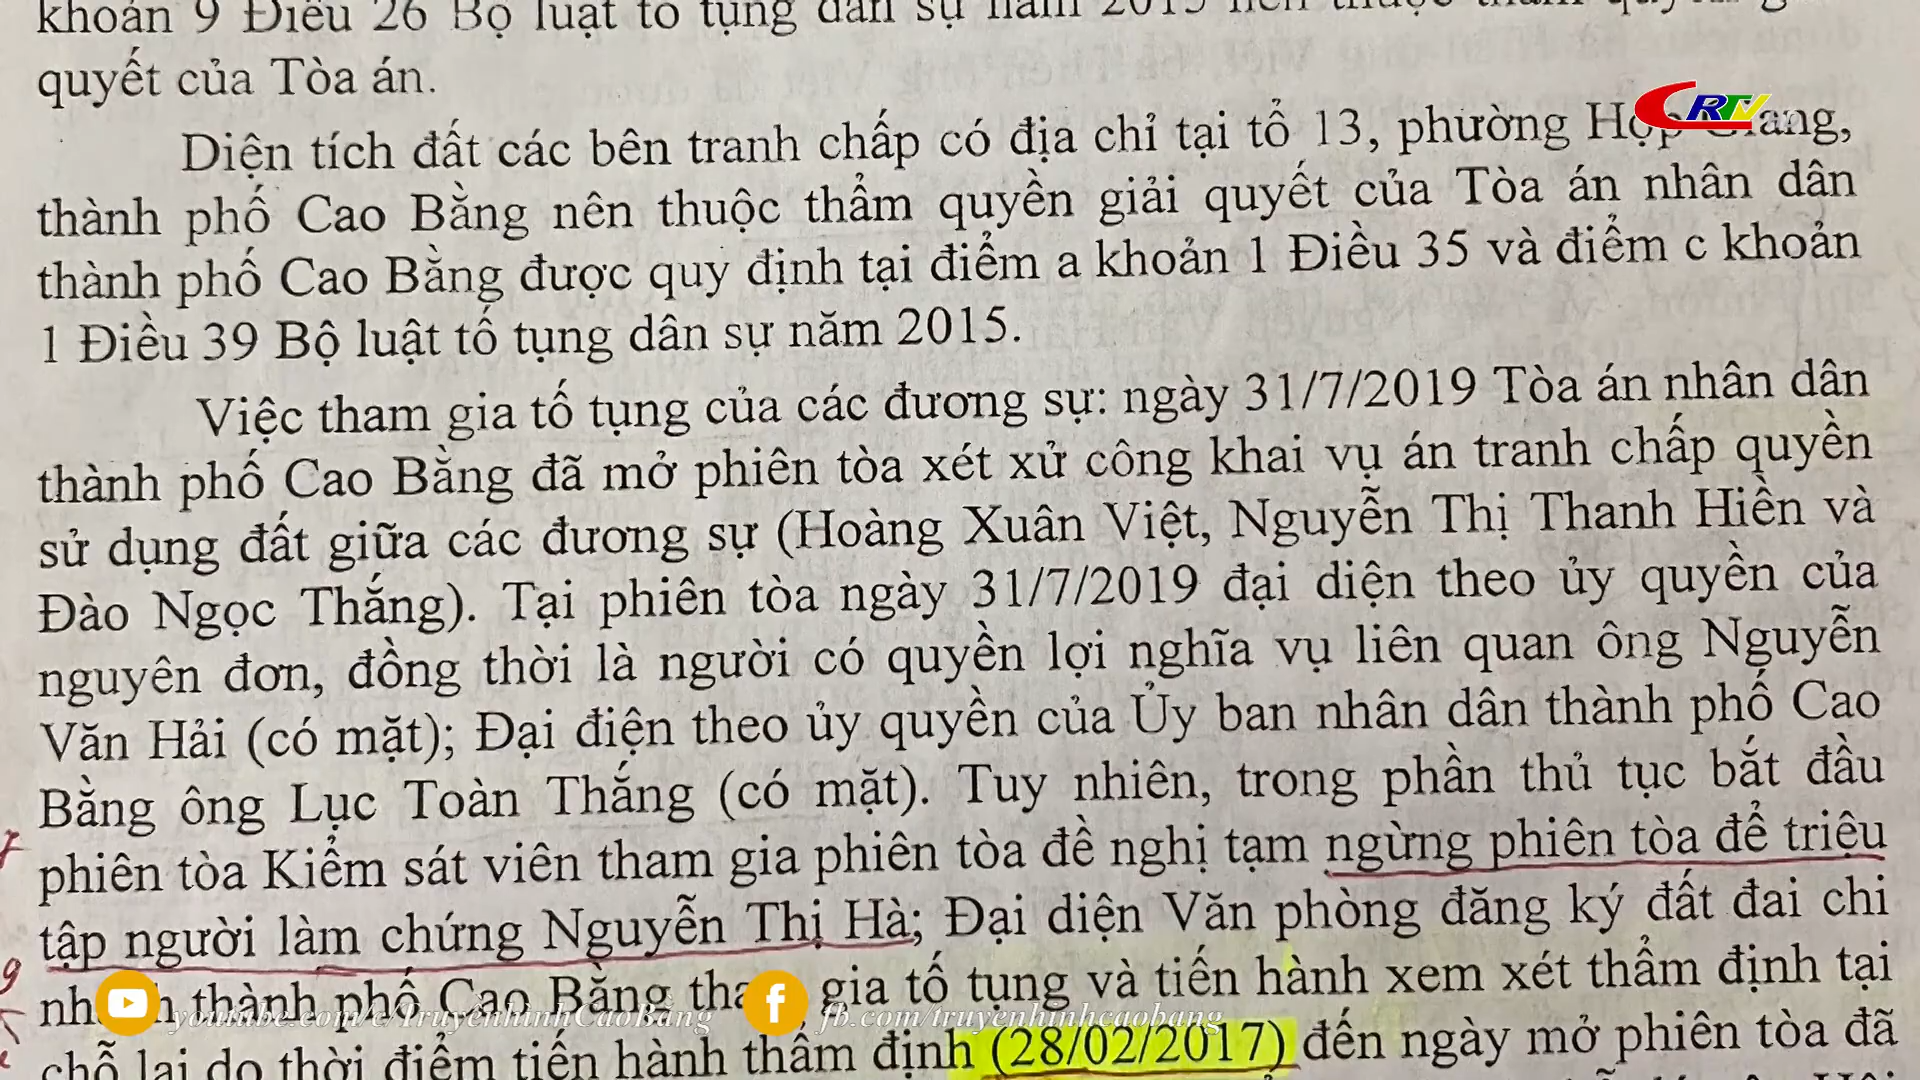 khoản 9 Điều 26 Bộ luật tố tụng dân sự năm 2015 nên thuộc thẩm
quyết của Tòa án.
Diện tích đất các bên tranh chấp có địa chỉ tại tổ 13, phường Hợp Giang,
thành phố Cao Bằng nên thuộc thẩm quyền giải quyết của Tòa án nhân dân
thành phố Cao Bằng được quy định tại điểm a khoản 1 Điều 35 và điểm c khoản
1 Điều 39 Bộ luật tố tụng dân sự năm 2015.
Việc tham gia tố tụng của các đương sự: ngày 31/7/2019 Tòa án nhân dân
thành phố Cao Bằng đã mở phiên tòa xét xử công khai vụ án tranh chấp quyền
sử dụng đất giữa các đương sự (Hoàng Xuân Việt, Nguyễn Thị Thanh Hiền và
Đào Ngọc Thắng). Tại phiên tòa ngày 31/7/2019 đại diện theo ủy quyền của
nguyên đơn, đồng thời là người có quyền lợi nghĩa vụ liên quan ông Nguyễn
Văn Hải (có mặt); Đại điện theo ủy quyền của Ủy ban nhân dân thành phố Cao
Bằng ông Lục Toàn Thắng (có mặt). Tuy nhiên, trong phần thủ tục bắt đầu
phiên tòa Kiểm sát viên tham gia phiên tòa đề nghị tạm ngừng phiên tòa để triệu
tập người làm chứng Nguyễn Thị Hà; Đại diện Văn phòng đăng ký đất đai chi
nhánh thành phố Cao Bằng tham gia tố tụng và tiến hành xem xét thẩm định tại
chỗ lại do thời điểm tiến hành thẩm định (28/02/2017) đến ngày mở phiên tòa đã
CRTV
youtube.com/c/TruyềnhìnhCaoBằng
fb.com/truyenhinhcaobang